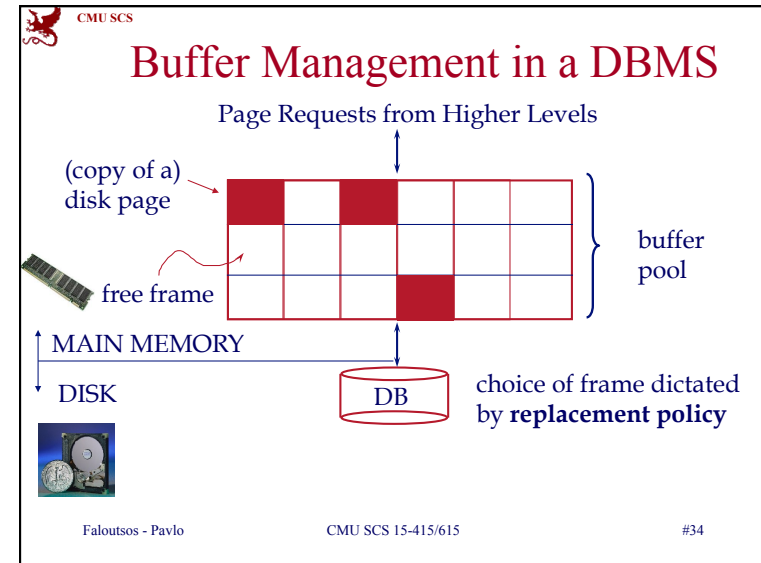 CMU SCS
Buffer Management in a DBMS
Page Requests from Higher Levels
(copy of a)
disk page
buffer
pool
free frame
MAIN MEMORY
DISK
DB
choice of frame dictated
by replacement policy
Faloutsos - Pavlo
CMU SCS 15-415/615
#34